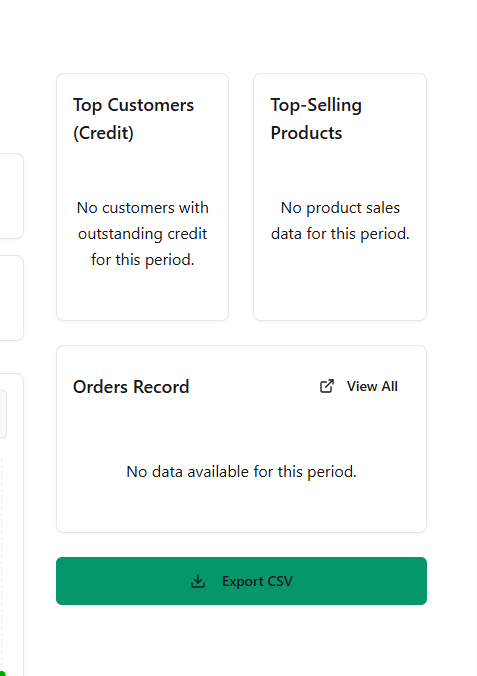 Top Customers
(Credit)
No customers with
outstanding credit
for this period.
Top-Selling
Products
No product sales
data for this period.
Orders Record
View All
No data available for this period.
Export CSV